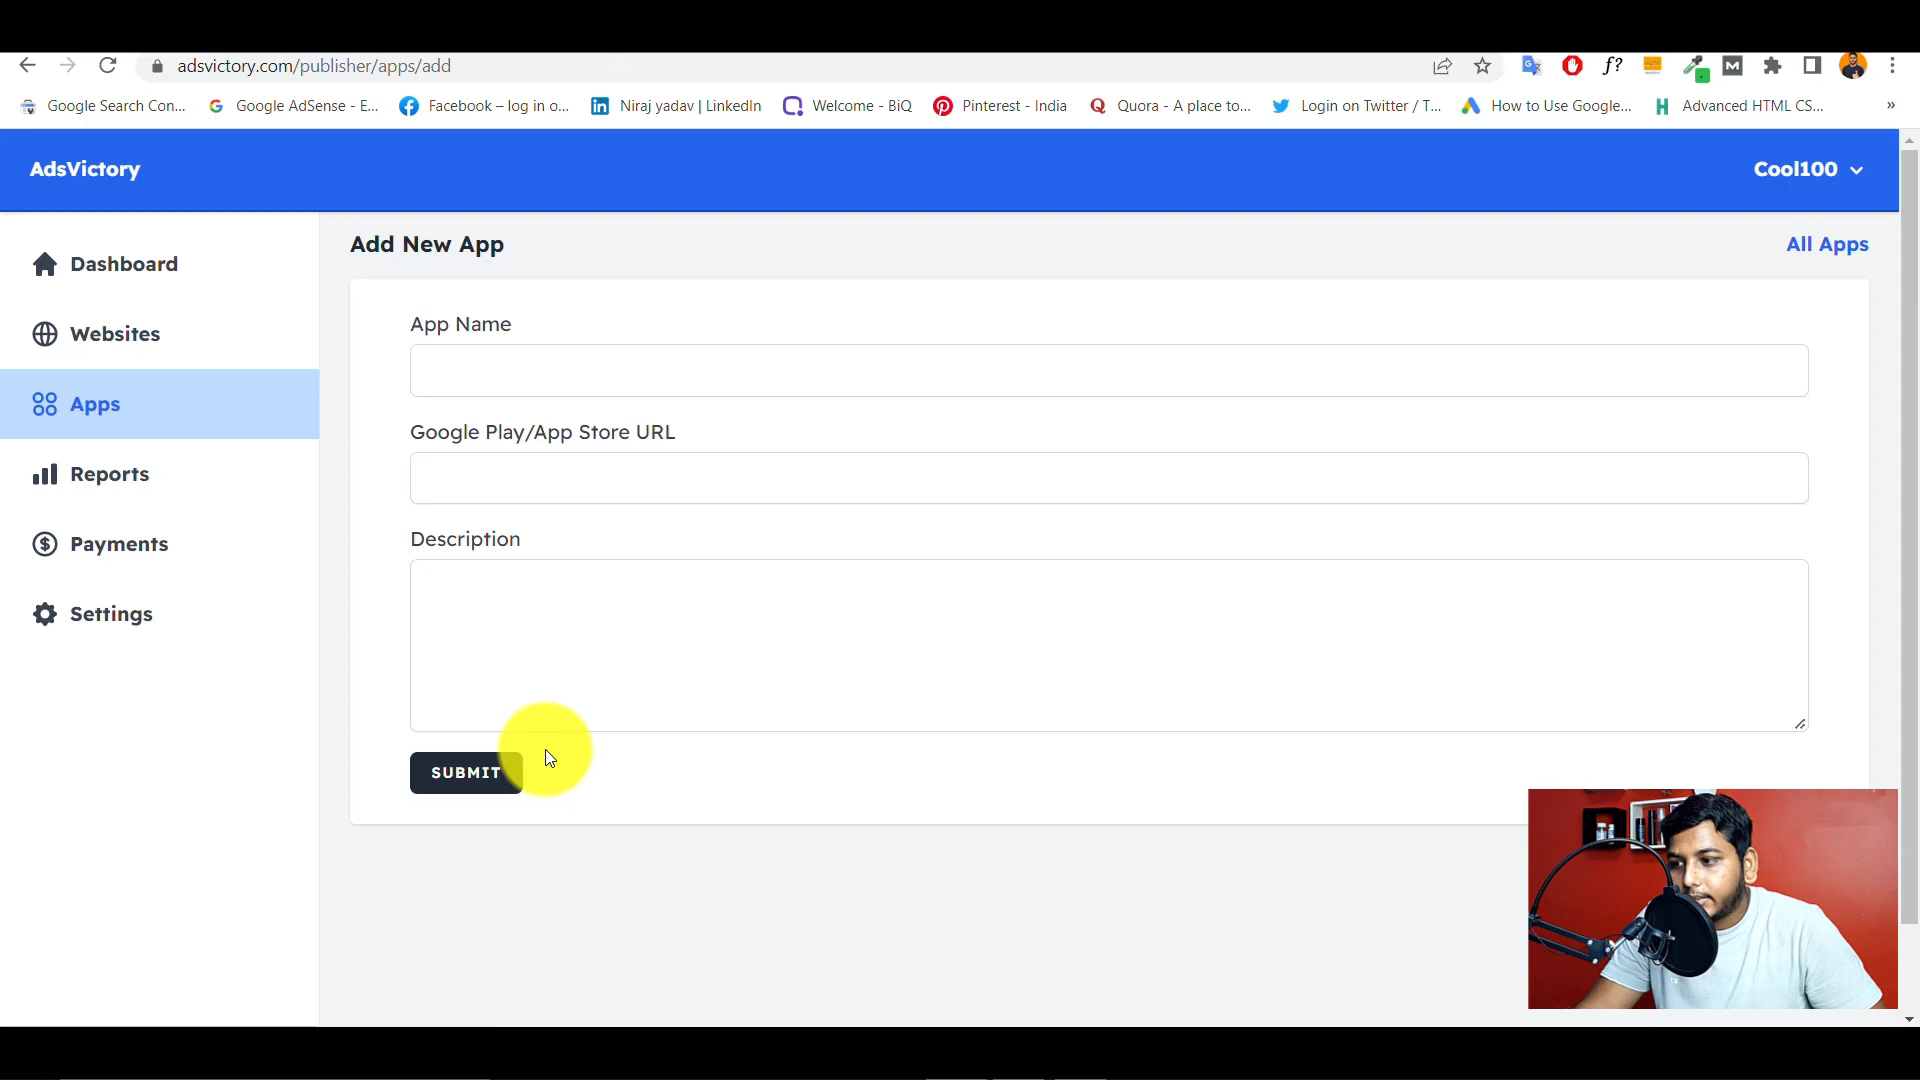 adsvictory.com/publisher/apps/add
f?
M
Google Search Con...
G Google AdSense - E...
Facebook – log in o...
in Niraj yadav | LinkedIn
Welcome - BiQ
Pinterest - India
Q Quora - A place to...
Login on Twitter / T...
How to Use Google...
H Advanced HTML CS...
»
AdsVictory
Cool100
Dashboard
Websites
Apps
Reports
Payments
Settings
Add New App
All Apps
App Name
Google Play/App Store URL
Description
SUBMIT